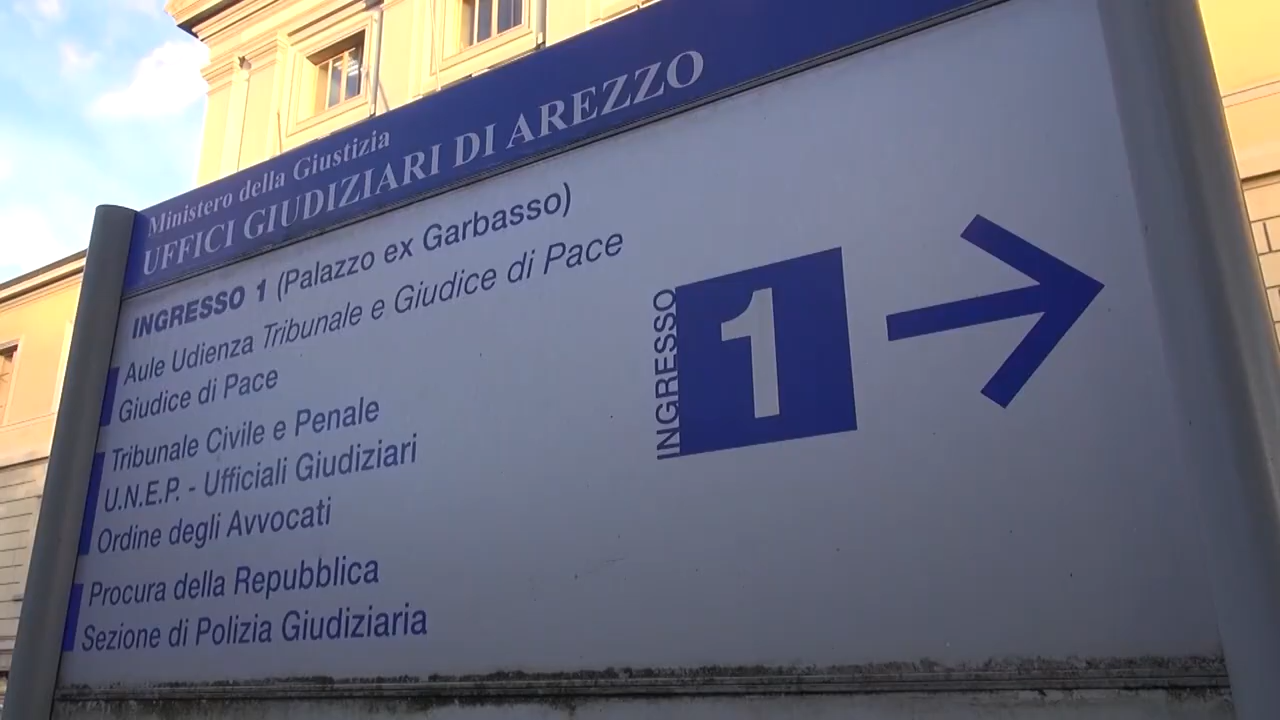 Ministero della Giustizia
UFFICI GIUDIZIARI DI AREZZO
INGRESSO 1 (Palazzo ex Garbasso)
Aule Udienza Tribunale e Giudice di Pace
Giudice di Pace
Tribunale Civile e Penale
U.N.E.P. - Ufficiali Giudiziari
Ordine degli Avvocati
Procura della Repubblica
Sezione di Polizia Giudiziaria
INGRESSO
1